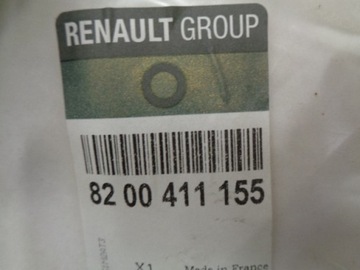 RENAULT GROUP
82 00 411 155
X1 Made in France